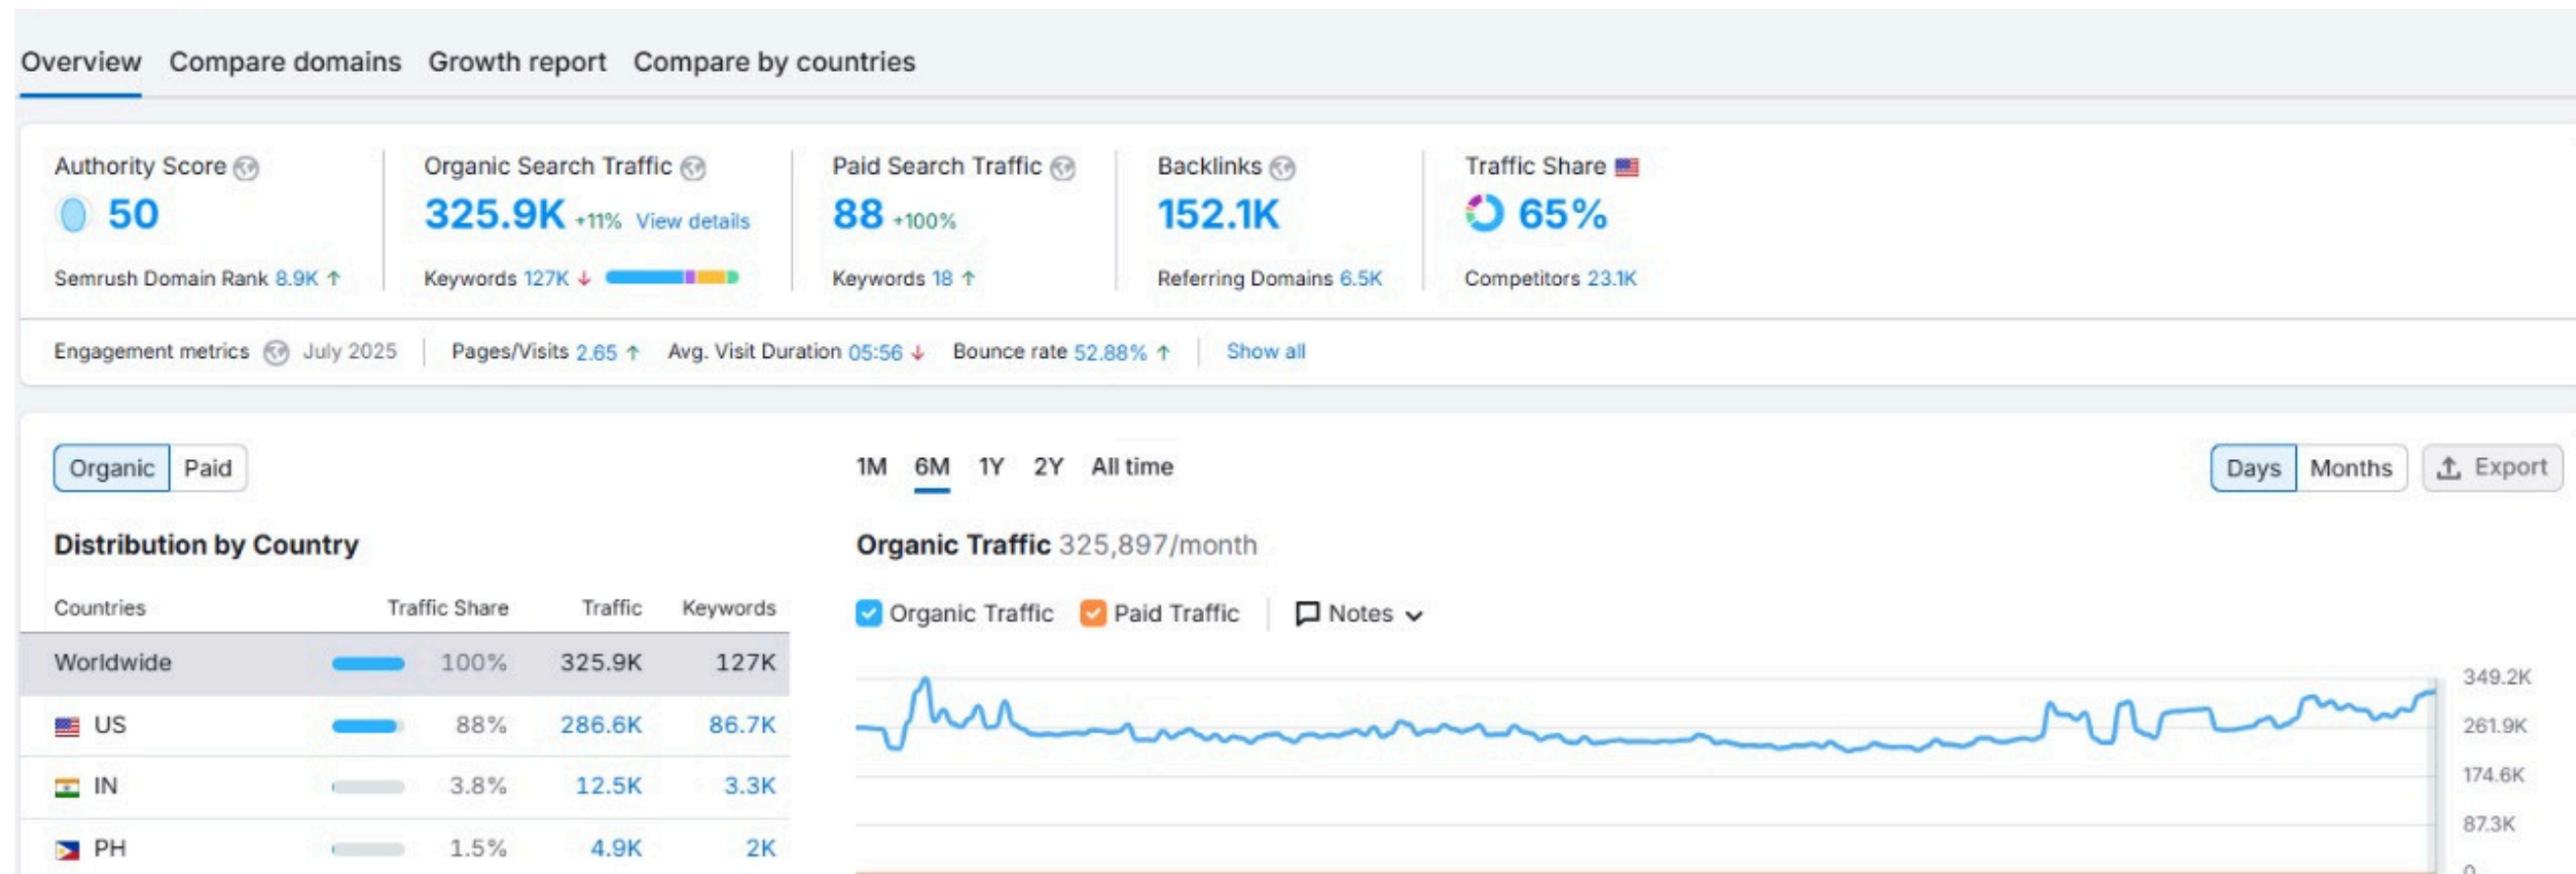 Overview Compare domains Growth report Compare by countries
Authority Score Organic Search Traffic Paid Search Traffic Backlinks Traffic Share
50 325.9K +11% View details 88 +100% 152.1K 65%
Semrush Domain Rank 8.9K ↑ Keywords 127K ↓ Keywords 18 ↑ Referring Domains 6.5K Competitors 23.1K
Engagement metrics July 2025 Pages/Visits 2.65 ↑ Avg. Visit Duration 05:56 ↓ Bounce rate 52.88% ↑ Show all
Organic Paid 1M 6M 1Y 2Y All time Days Months Export
Distribution by Country Organic Traffic 325,897/month
Countries Traffic Share Traffic Keywords Organic Traffic Paid Traffic Notes
Worldwide 100% 325.9K 127K
349.2K
US 88% 286.6K 86.7K 261.9K
IN 3.8% 12.5K 3.3K 174.6K
PH 1.5% 4.9K 2K 87.3K
0